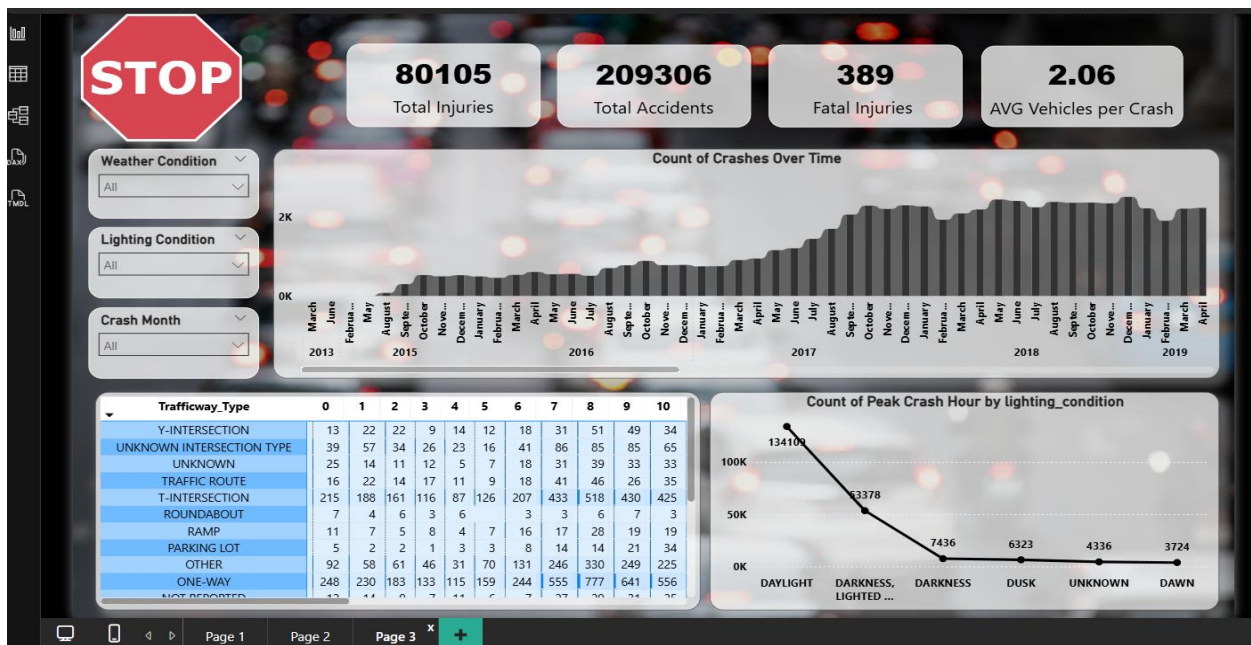 STOP
80105
Total Injuries
209306
Total Accidents
389
Fatal Injuries
2.06
AVG Vehicles per Crash
DAX
TMDL
Weather Condition
All
Lighting Condition
All
Crash Month
All
Count of Crashes Over Time
2K
0K
March June Februa... May August Septe... October Nove... Decem... January Februa... March April May June July August Septe... October Nove... Decem... January Februa... March April May June July August Septe... October Nove... Decem... January Februa... March April May June July August Septe... October Nove... Decem... January Februa... March April
2013 2015 2016 2017 2018 2019
Trafficway_Type 0 1 2 3 4 5 6 7 8 9 10
Y-INTERSECTION 13 22 22 9 14 12 18 31 51 49 34
UNKNOWN INTERSECTION TYPE 39 57 34 26 23 16 41 86 85 85 65
UNKNOWN 25 14 11 12 5 7 18 31 39 33 33
TRAFFIC ROUTE 16 22 14 17 11 9 18 41 46 26 35
T-INTERSECTION 215 188 161 116 87 126 207 433 518 430 425
ROUNDABOUT 7 4 6 3 6 3 3 6 7 3
RAMP 11 7 5 8 4 7 16 17 28 19 19
PARKING LOT 5 2 2 1 3 3 8 14 14 21 34
OTHER 92 58 61 46 31 70 131 246 330 249 225
ONE-WAY 248 230 183 133 115 159 244 555 777 641 556
NOT REPORTED
Count of Peak Crash Hour by lighting_condition
100K
50K
0K
134109
53378
7436
6323
4336
3724
DAYLIGHT
DARKNESS, LIGHTED ...
DARKNESS
DUSK
UNKNOWN
DAWN
Page 1
Page 2
Page 3 x
+